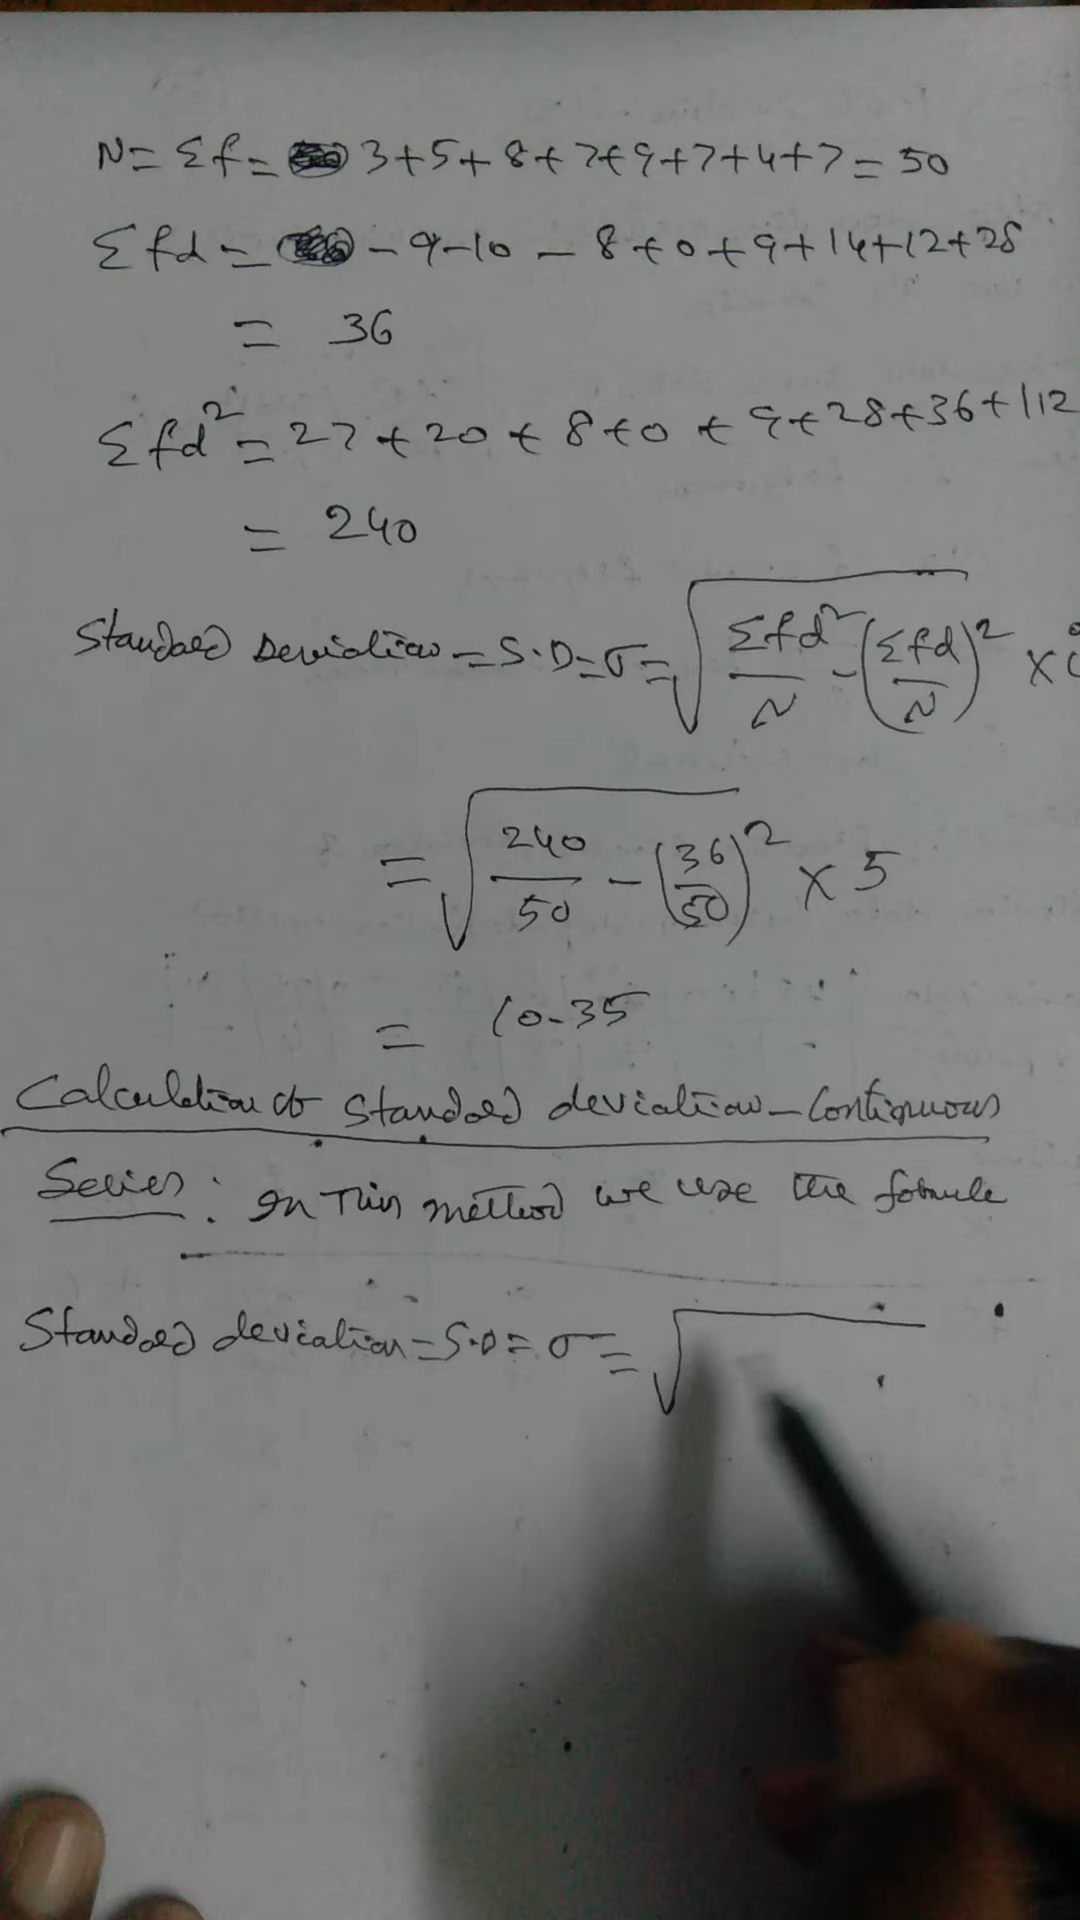 N = Σf = 3+5+8+7+9+7+4+7 = 50
Σfd = -9-10-8+0+9+14+12+28
= 36
Σfd² = 27+20+8+0+9+28+36+112
= 240
Standard Deviation = S.D = σ = √(Σfd²/N - (Σfd/N)²) × i
= √(240/50 - (36/50)²) × 5
= 10.35
Calculation of Standard deviation - Continuous
Series : In This method we use the formula
Standard deviation = S.D = σ = √